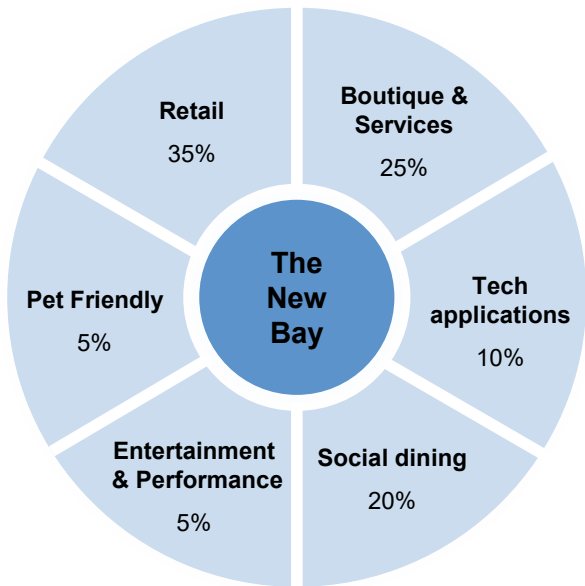 Retail
35%
Boutique &
Services
25%
Tech
applications
10%
Social dining
20%
Entertainment
& Performance
5%
Pet Friendly
5%
The
New
Bay